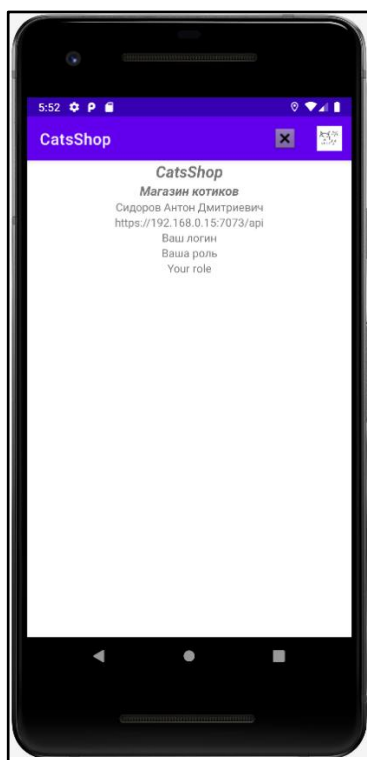 5:52
CatsShop
CatsShop
Магазин котиков
Сидоров Антон Дмитриевич
https://192.168.0.15:7073/api
Ваш логин
Ваша роль
Your role